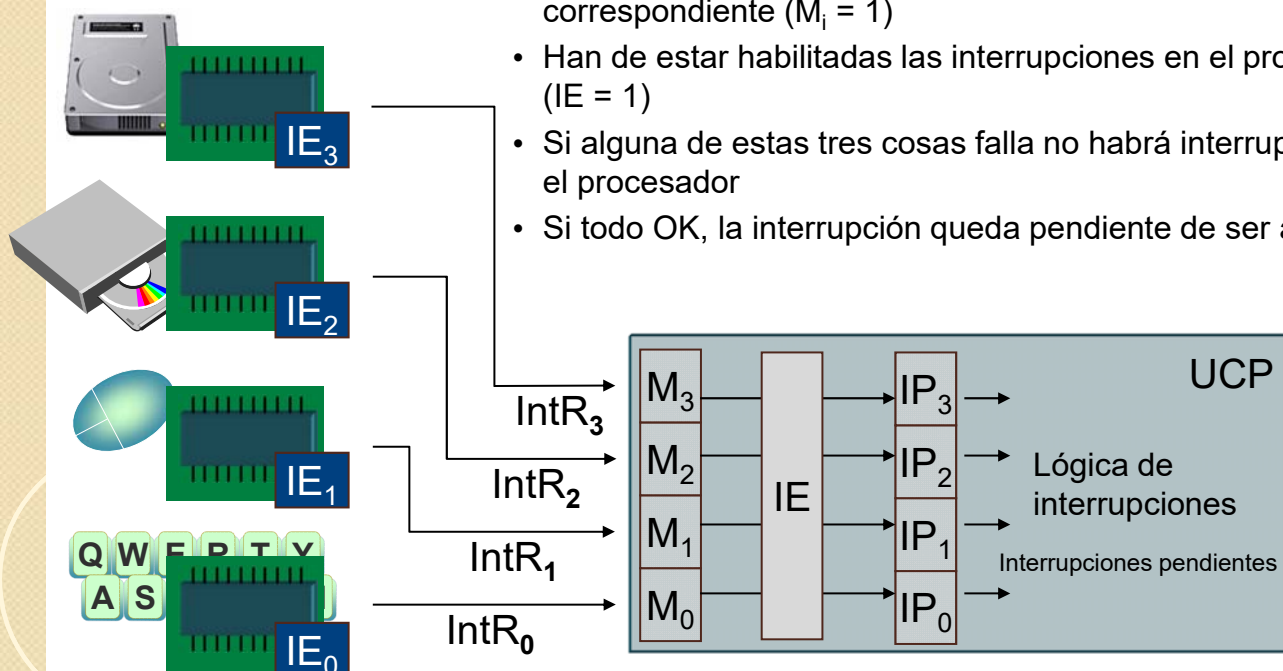 correspondiente (Mᵢ = 1)
• Han de estar habilitadas las interrupciones en el
(IE = 1)
• Si alguna de estas tres cosas falla no habrá
el procesador
• Si todo OK, la interrupción queda pendiente de ser
IE₃
IE₂
IE₁
Q W E R T Y
A S
IE₀
IntR₃
IntR₂
IntR₁
IntR₀
M₃
M₂
M₁
M₀
IE
IP₃
IP₂
IP₁
IP₀
UCP
Lógica de
interrupciones
Interrupciones pendientes